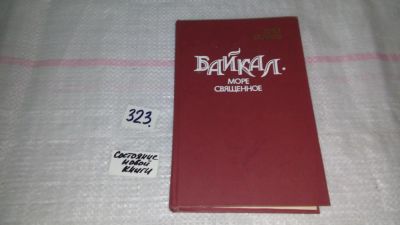 БАЙКАЛ.
МОРЕ
СВЯЩЕННОЕ
323.
Состояние
новой
книги